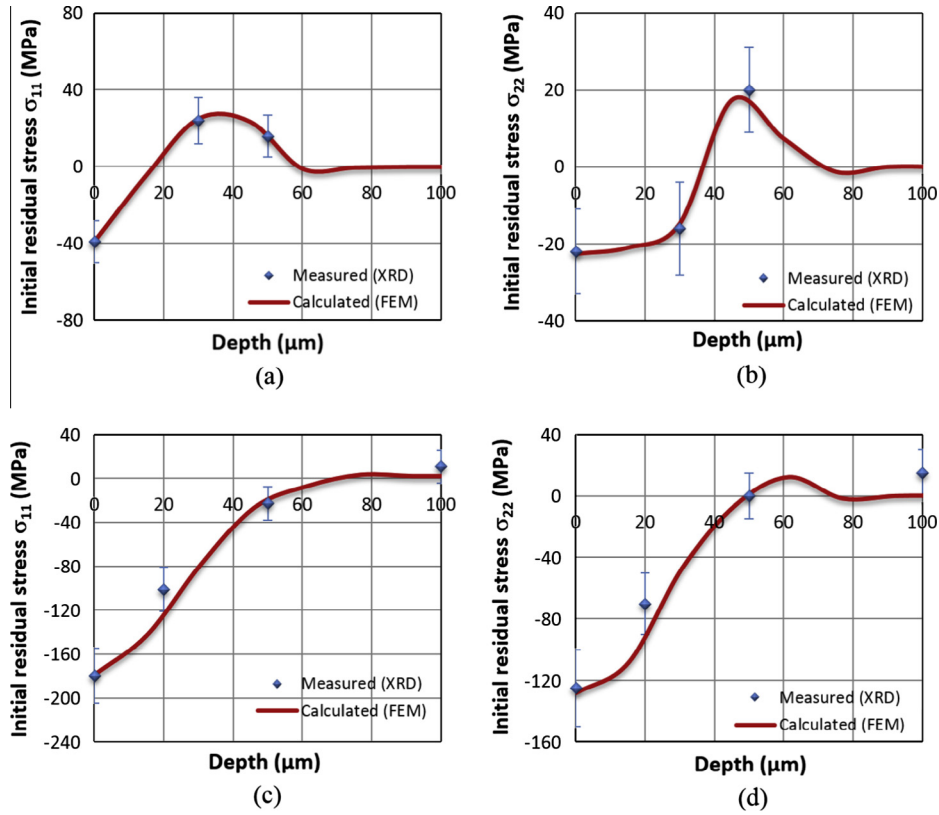 Initial residual stress σ11 (MPa)
80
40
0
-40
-80
0
20
40
60
80
100
Measured (XRD)
Calculated (FEM)
Depth (µm)
(a)
Initial residual stress σ22 (MPa)
40
20
0
-20
-40
0
20
40
60
80
100
Measured (XRD)
Calculated (FEM)
Depth (µm)
(b)
Initial residual stress σ11 (MPa)
40
0
-40
-80
-120
-160
-200
-240
0
20
40
60
80
100
Measured (XRD)
Calculated (FEM)
Depth (µm)
(c)
Initial residual stress σ22 (MPa)
40
0
-40
-80
-120
-160
0
20
40
60
80
100
Measured (XRD)
Calculated (FEM)
Depth (µm)
(d)